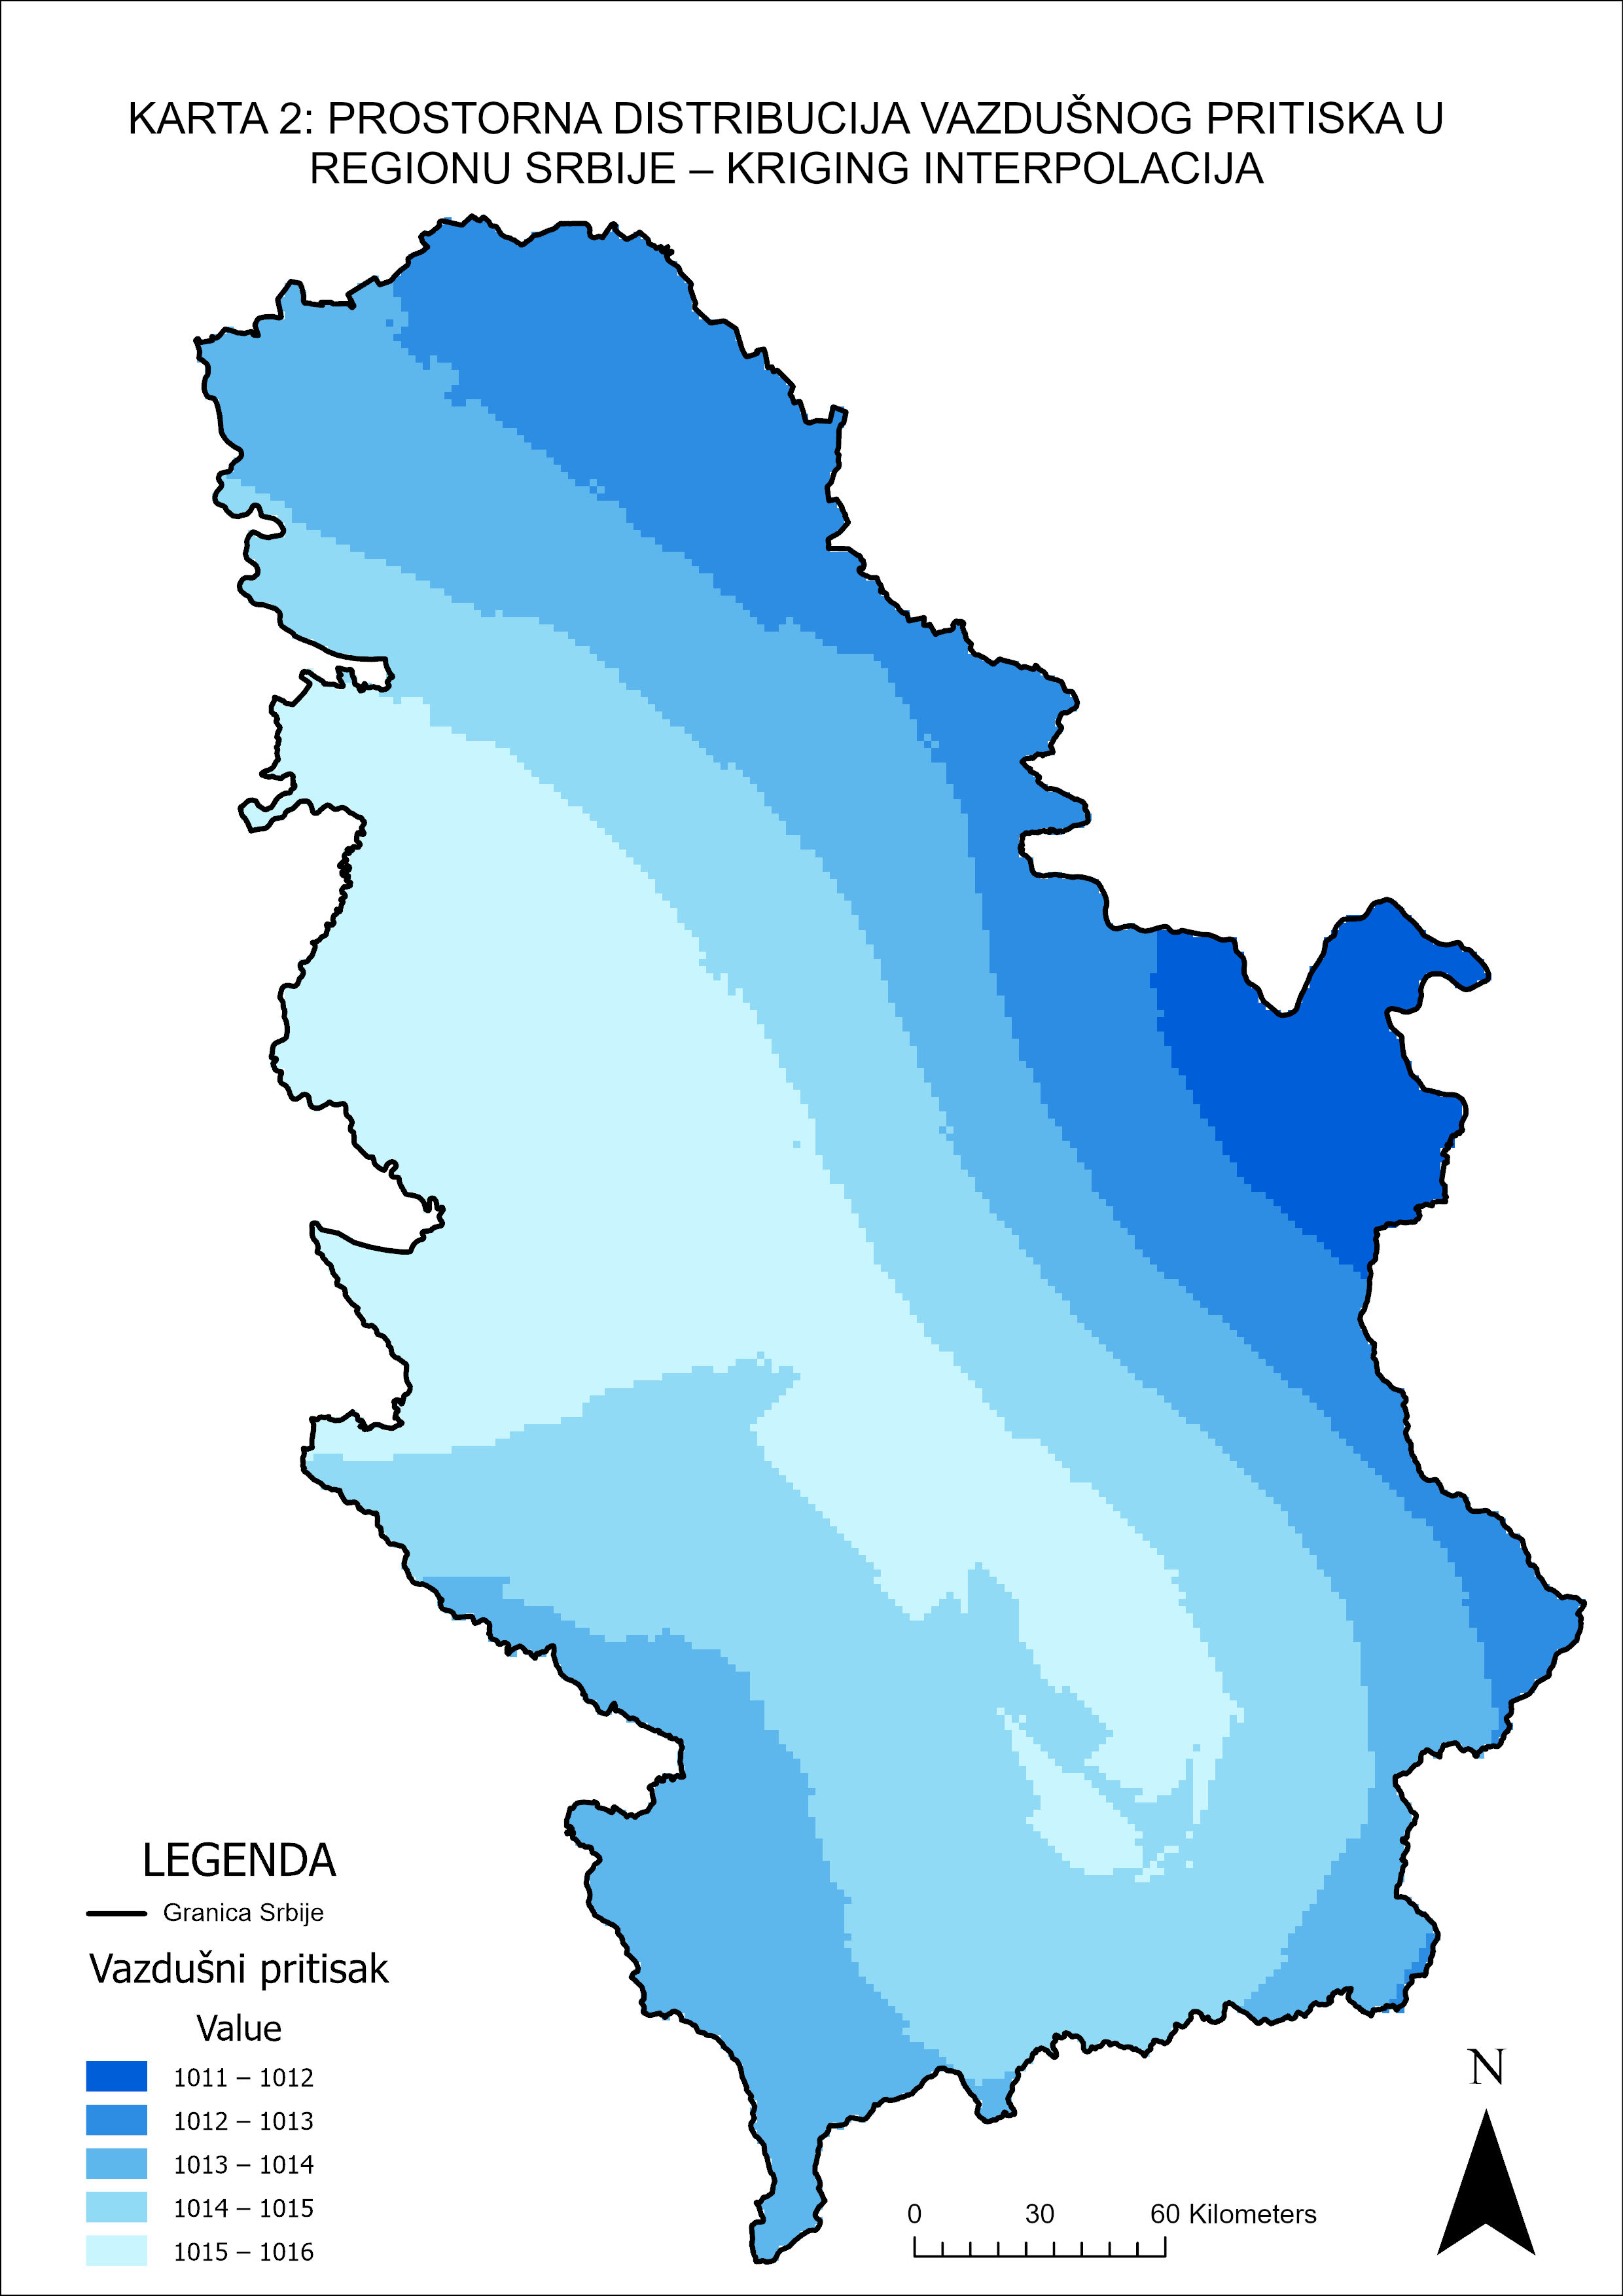 KARTA 2: PROSTORNA DISTRIBUCIJA VAZDUŠNOG PRITISKA U
REGIONU SRBIJE – KRIGING INTERPOLACIJA
LEGENDA
Granica Srbije
Vazdušni pritisak
Value
1011 – 1012
1012 – 1013
1013 – 1014
1014 – 1015
1015 – 1016
0 30 60 Kilometers
N